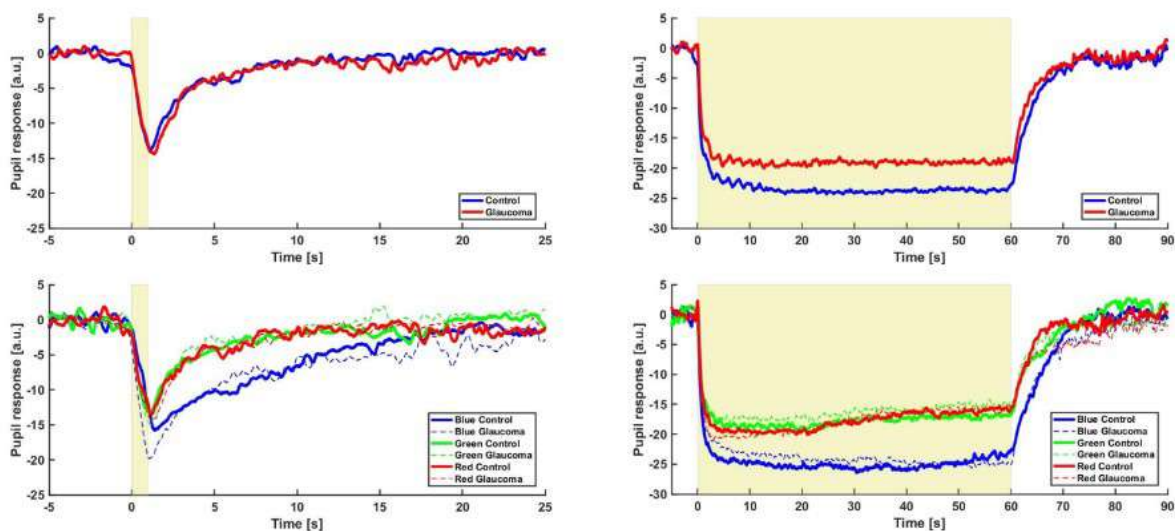 5
0
-5
-10
-15
-20
-25
Pupil response [a.u.]
-5 0 5 10 15 20 25
Time [s]
Control
Glaucoma
5
0
-5
-10
-15
-20
-25
-30
Pupil response [a.u.]
0 10 20 30 40 50 60 70 80 90
Time [s]
Control
Glaucoma
5
0
-5
-10
-15
-20
-25
Pupil response [a.u.]
-5 0 5 10 15 20 25
Time [s]
Blue Control
Blue Glaucoma
Green Control
Green Glaucoma
Red Control
Red Glaucoma
5
0
-5
-10
-15
-20
-25
-30
Pupil response [a.u.]
0 10 20 30 40 50 60 70 80 90
Time [s]
Blue Control
Blue Glaucoma
Green Control
Green Glaucoma
Red Control
Red Glaucoma